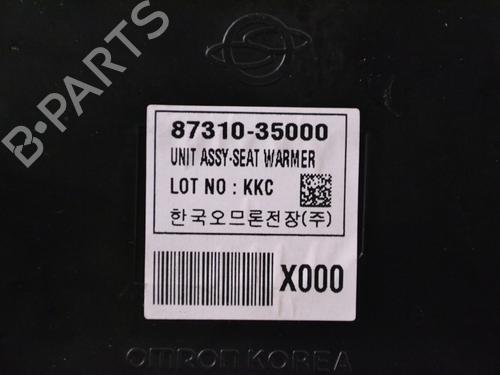 B-PARTS
87310-35000
UNIT ASSY-SEAT WARMER
LOT NO : KKC
한국오므론전장(주)
X000
OMRON KOREA